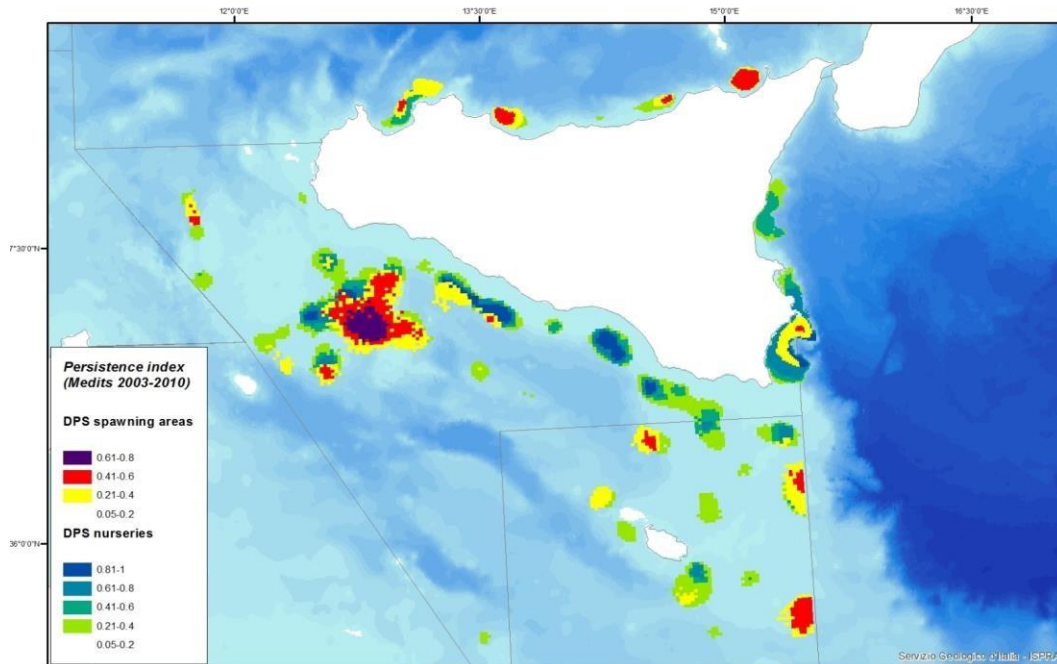 12°0'0"E 13°30'0"E 15°0'0"E 16°30'0"E
7°30'0"N
36°0'0"N
Persistence index
(Medits 2003-2010)
DPS spawning areas
0.61-0.8
0.41-0.6
0.21-0.4
0.05-0.2
DPS nurseries
0.81-1
0.61-0.8
0.41-0.6
0.21-0.4
0.05-0.2
Servizio Geologico d'Italia - ISPRA